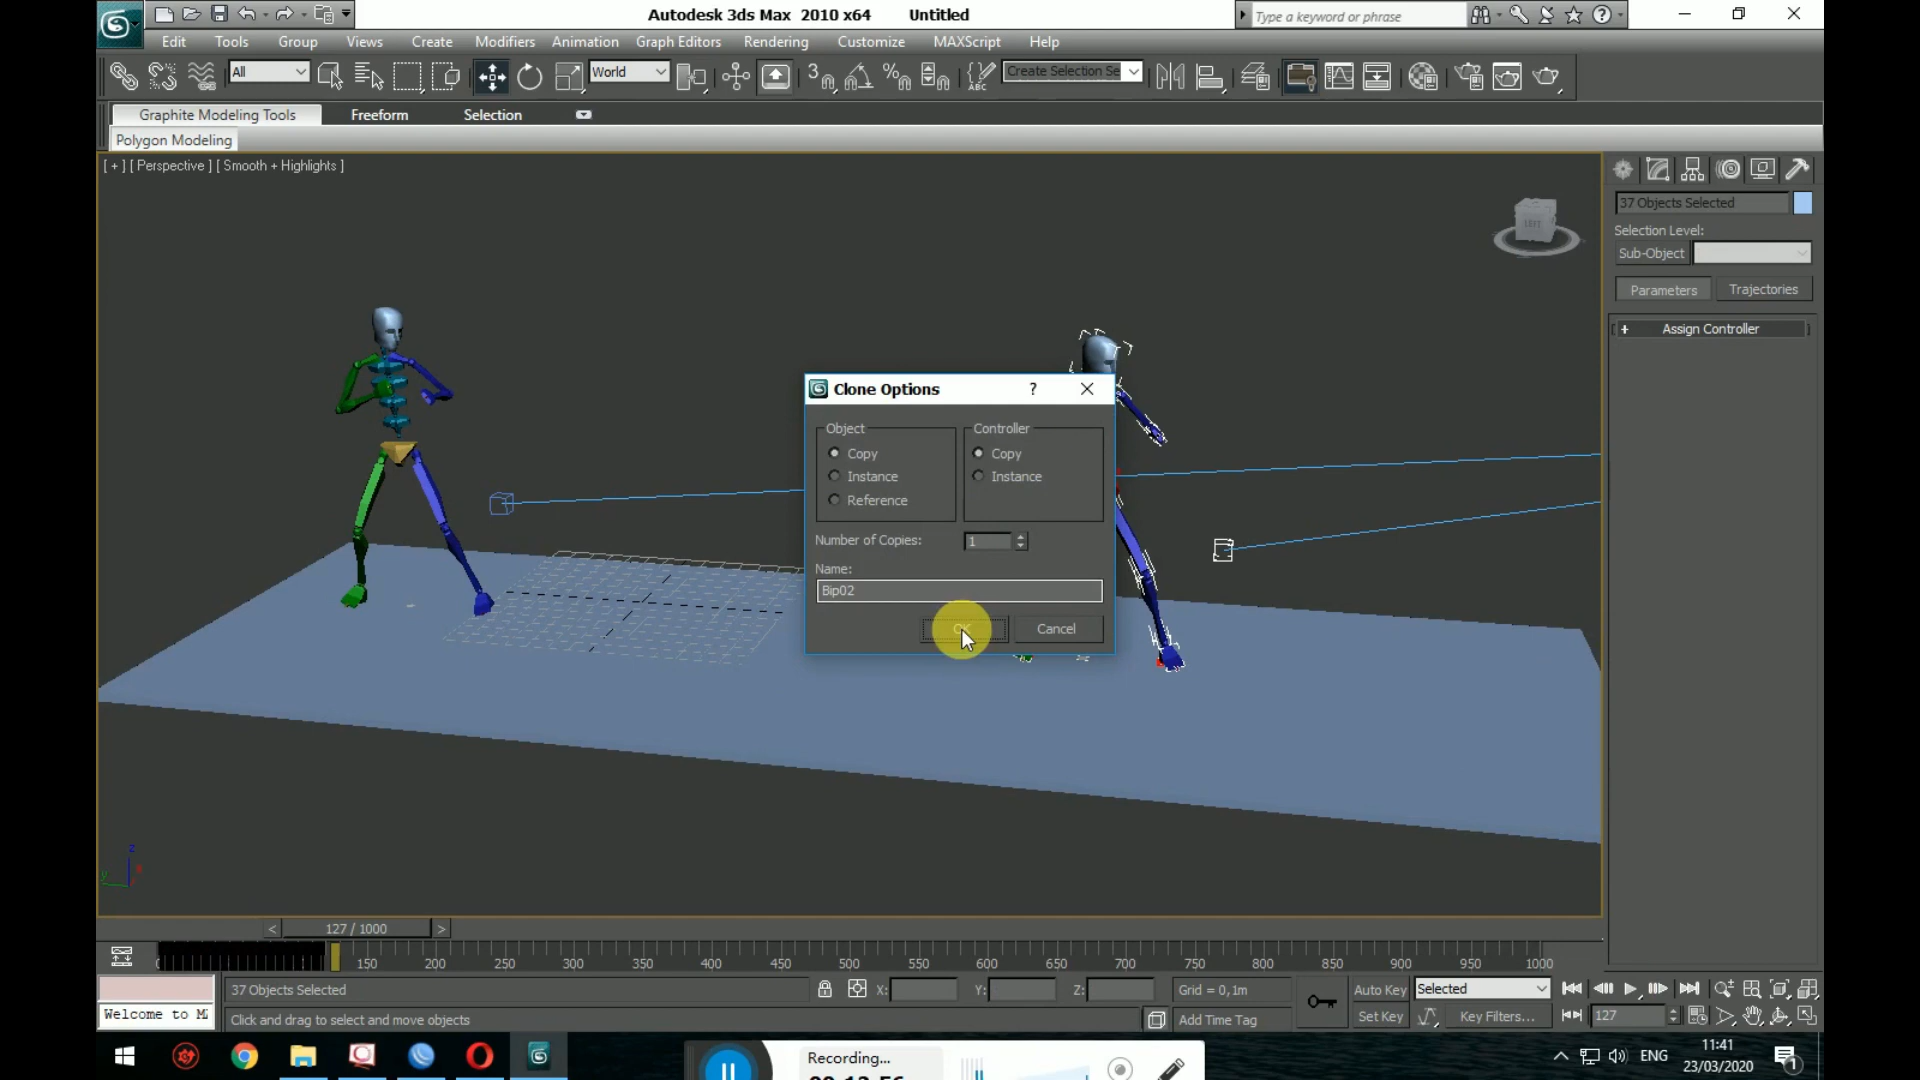 Autodesk 3ds Max 2010 x64 Untitled
Type a keyword or phrase
Edit Tools Group Views Create Modifiers Animation Graph Editors Rendering Customize MAXScript Help
All World Create Selection Se
Graphite Modeling Tools Freeform Selection
Polygon Modeling
[ + ] [ Perspective ] [ Smooth + Highlights ]
LEFT
37 Objects Selected
Selection Level:
Sub-Object
Parameters Trajectories
+ Assign Controller
Clone Options ? ×
Object Controller
Copy Copy
Instance Instance
Reference
Number of Copies: 1
Name:
Bip02
OK Cancel
z
y
< 127 / 1000 >
150 200 250 300 350 400 450 500 550 600 650 700 750 800 850 900 950 1000
37 Objects Selected X: Y: Z: Grid = 0,1m Auto Key Selected
Welcome to M Click and drag to select and move objects Add Time Tag Set Key Key Filters... 127
Recording...
ENG
11:41
23/03/2020
1